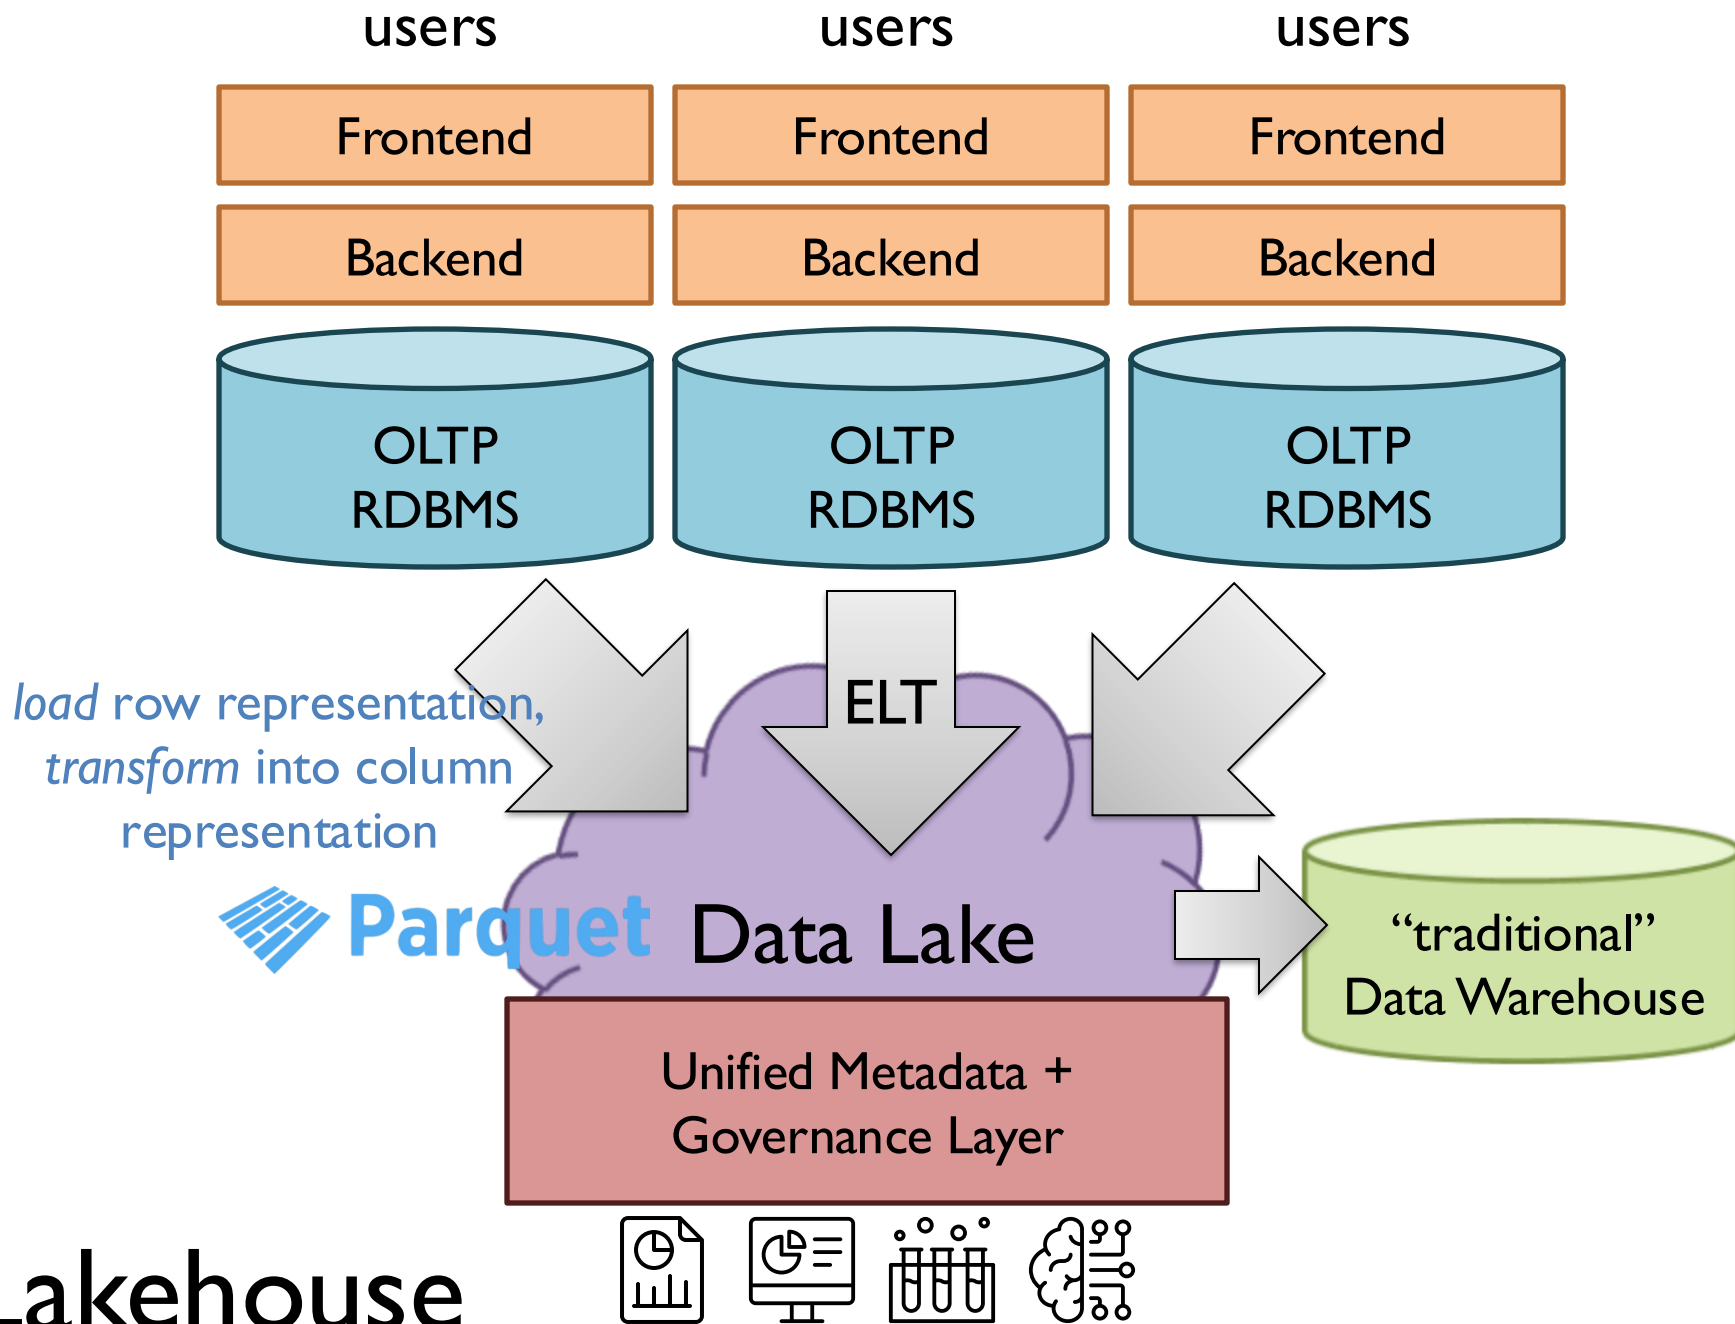 users users users
Frontend Frontend Frontend
Backend Backend Backend
OLTP OLTP OLTP
RDBMS RDBMS RDBMS
load row representation,
transform into column
representation
ELT
Parquet
Data Lake
“traditional”
Data Warehouse
Unified Metadata +
Governance Layer
Lakehouse